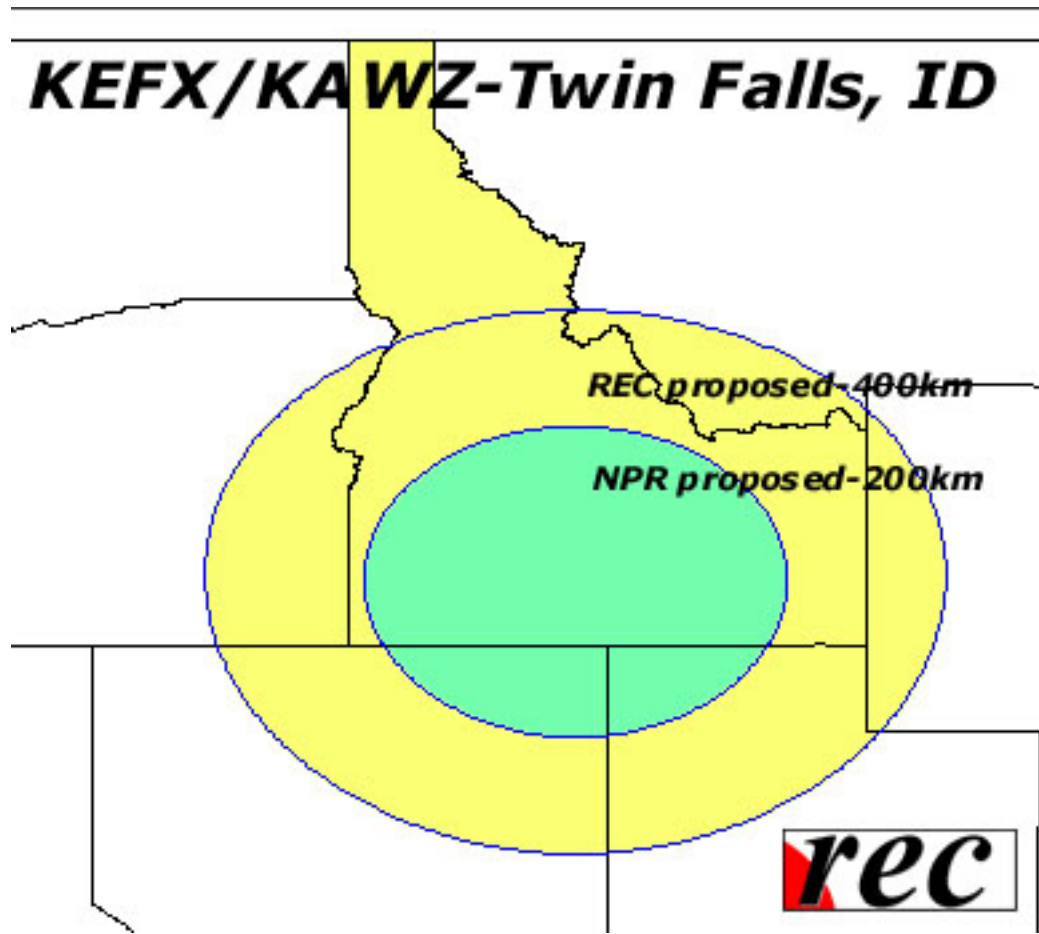 KEFX/KAWZ-Twin Falls, ID
REC proposed-400km
NPR proposed-200km
rec